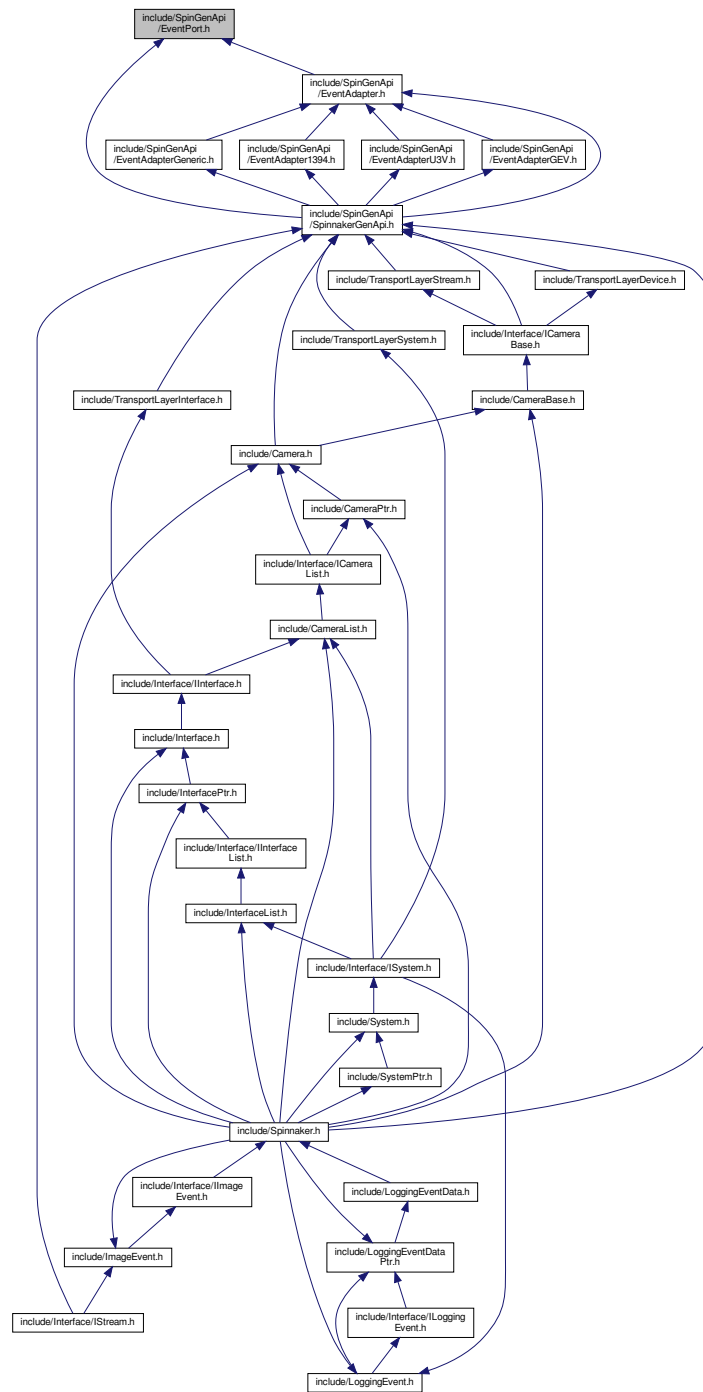 include/SpinGenApi
/EventPort.h
include/SpinGenApi
/EventAdapter.h
include/SpinGenApi
/EventAdapterGeneric.h
include/SpinGenApi
/EventAdapter1394.h
include/SpinGenApi
/EventAdapterU3V.h
include/SpinGenApi
/EventAdapterGEV.h
include/SpinGenApi
/SpinnakerGenApi.h
include/TransportLayerStream.h
include/TransportLayerDevice.h
include/TransportLayerSystem.h
include/Interface/ICamera
Base.h
include/TransportLayerInterface.h
include/CameraBase.h
include/Camera.h
include/CameraPtr.h
include/Interface/ICamera
List.h
include/CameraList.h
include/Interface/IInterface.h
include/Interface.h
include/InterfacePtr.h
include/Interface/IInterface
List.h
include/InterfaceList.h
include/Interface/ISystem.h
include/System.h
include/SystemPtr.h
include/Spinnaker.h
include/Interface/IImage
Event.h
include/LoggingEventData.h
include/ImageEvent.h
include/LoggingEventData
Ptr.h
include/Interface/IStream.h
include/Interface/ILogging
Event.h
include/LoggingEvent.h